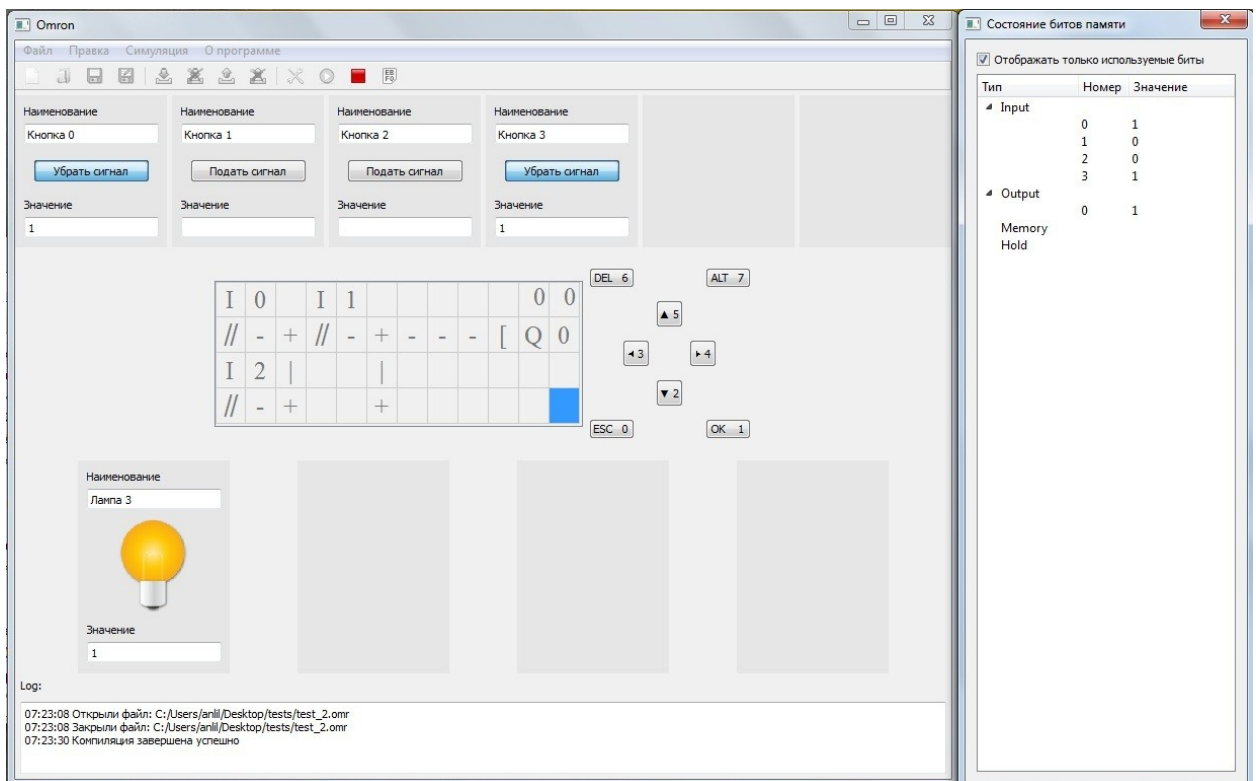 Omron
Файл Правка Симуляция О программе
Наименование Наименование Наименование Наименование
Кнопка 0 Кнопка 1 Кнопка 2 Кнопка 3
Убрать сигнал Подать сигнал Подать сигнал Убрать сигнал
Значение Значение Значение Значение
1 1
DEL 6 ALT 7
I 0 I 1 0 0
▲ 5
// - + // - + - - - [ Q 0
◄ 3 ► 4
I 2 | |
▼ 2
// - + +
ESC 0 OK 1
Наименование
Лампа 3
Значение
1
Log:
07:23:08 Открыли файл: C:/Users/anlil/Desktop/tests/test_2.omr
07:23:08 Закрыли файл: C:/Users/anlil/Desktop/tests/test_2.omr
07:23:30 Компиляция завершена успешно
Состояние битов памяти
Отображать только используемые биты
Тип Номер Значение
Input
0 1
1 0
2 0
3 1
Output
0 1
Memory
Hold